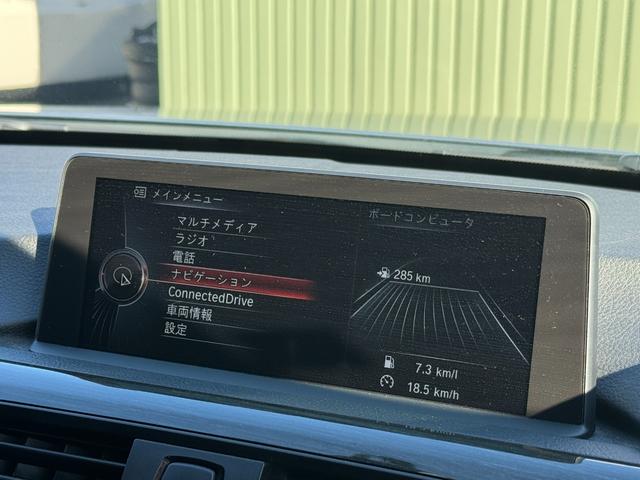 メインメニュー
マルチメディア
ラジオ
電話
ナビゲーション
ConnectedDrive
車両情報
設定
ボードコンピュータ
285 km
7.3 km/l
18.5 km/h